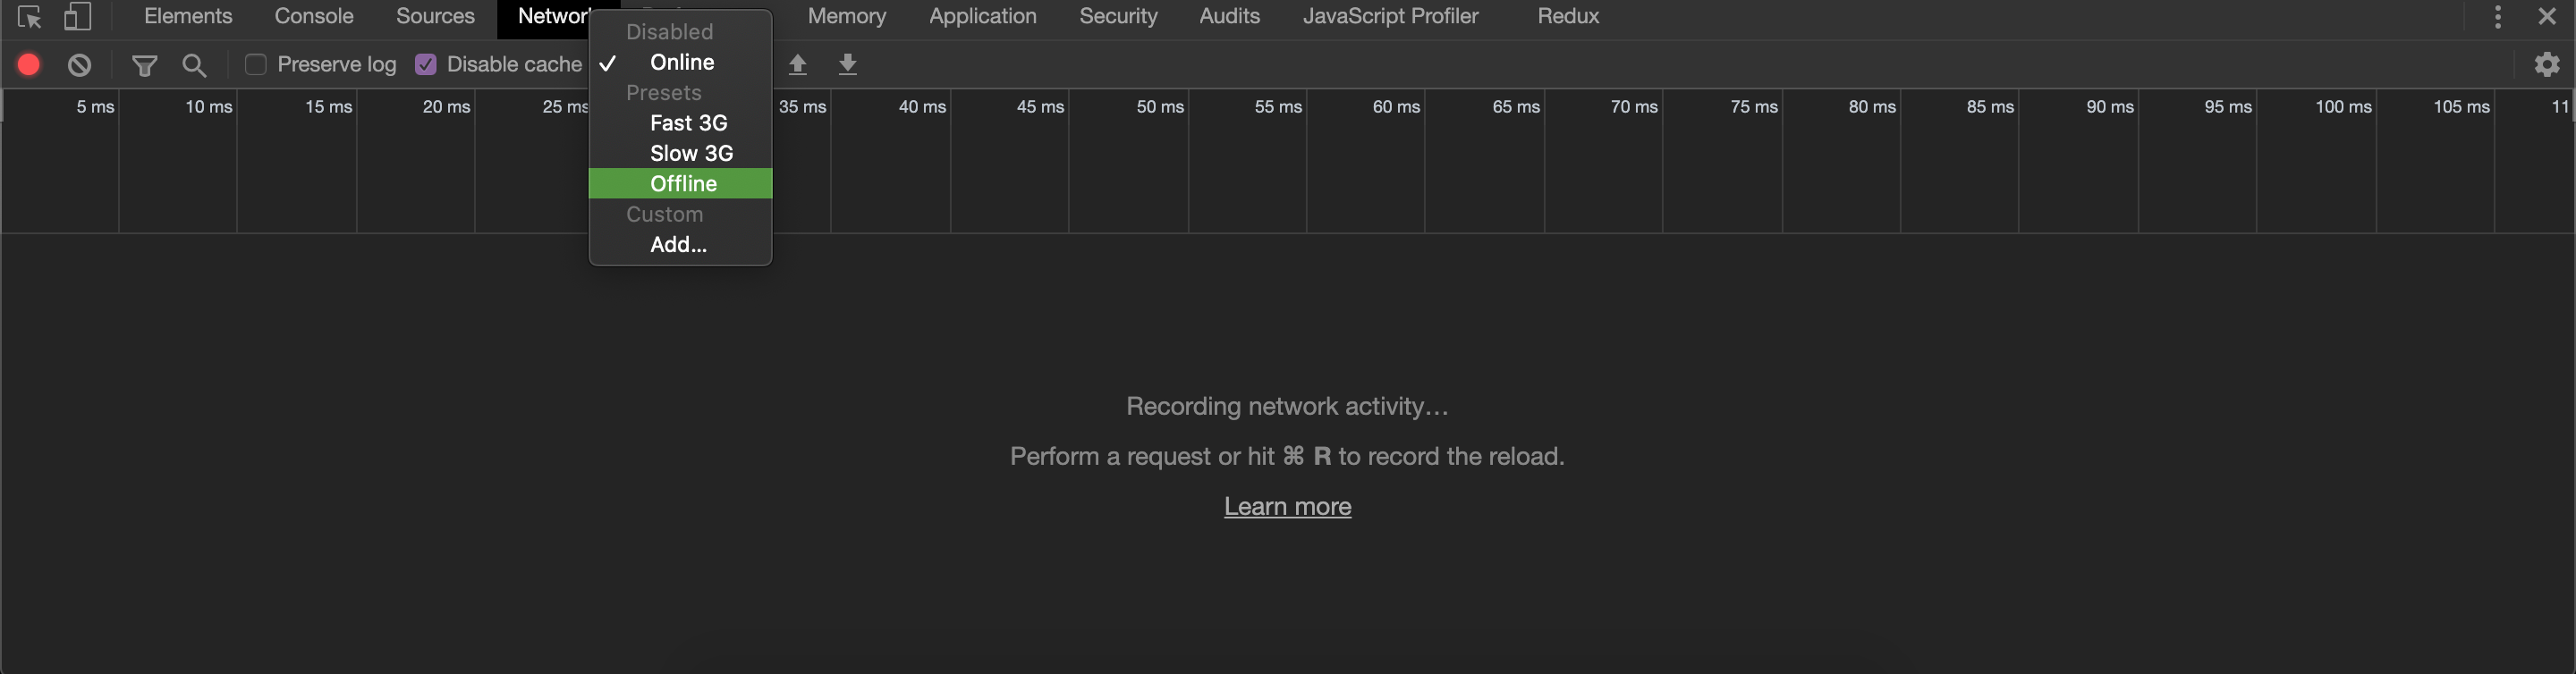 Elements Console Sources Network Memory Application Security Audits JavaScript Profiler Redux
Preserve log Disable cache
Disabled
Online
Presets
Fast 3G
Slow 3G
Offline
Custom
Add...
5 ms 10 ms 15 ms 20 ms 25 ms 35 ms 40 ms 45 ms 50 ms 55 ms 60 ms 65 ms 70 ms 75 ms 80 ms 85 ms 90 ms 95 ms 100 ms 105 ms 11
Recording network activity…
Perform a request or hit ⌘ R to record the reload.
Learn more